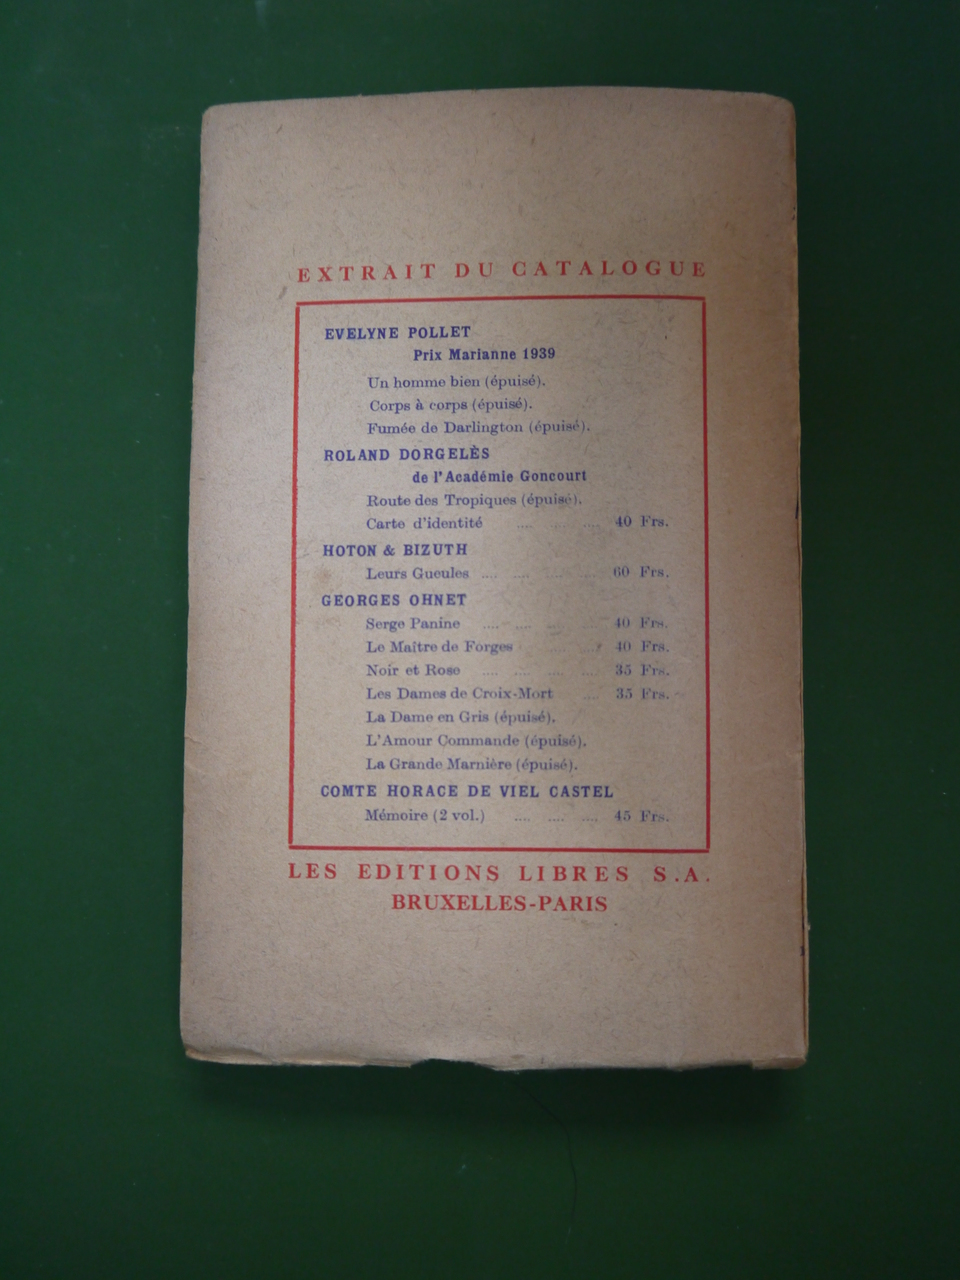 EXTRAIT DU CATALOGUE
EVELYNE POLLET
Prix Marianne 1939
Un homme bien (épuisé).
Corps à corps (épuisé).
Fumée de Darlington (épuisé).
ROLAND DORGELÈS
de l'Académie Goncourt
Route des Tropiques (épuisé).
Carte d'identité .... .... .... 40 Frs.
HOTON & BIZUTH
Leurs Gueules .... .... .... .... 60 Frs.
GEORGES OHNET
Serge Panine .... .... .... .... 40 Frs.
Le Maître de Forges .... .... 40 Frs.
Noir et Rose .... .... .... .... 35 Frs.
Les Dames de Croix-Mort .... 35 Frs.
La Dame en Gris (épuisé).
L'Amour Commande (épuisé).
La Grande Marnière (épuisé).
COMTE HORACE DE VIEL CASTEL
Mémoire (2 vol.) .... .... .... 45 Frs.
LES EDITIONS LIBRES S.A.
BRUXELLES-PARIS